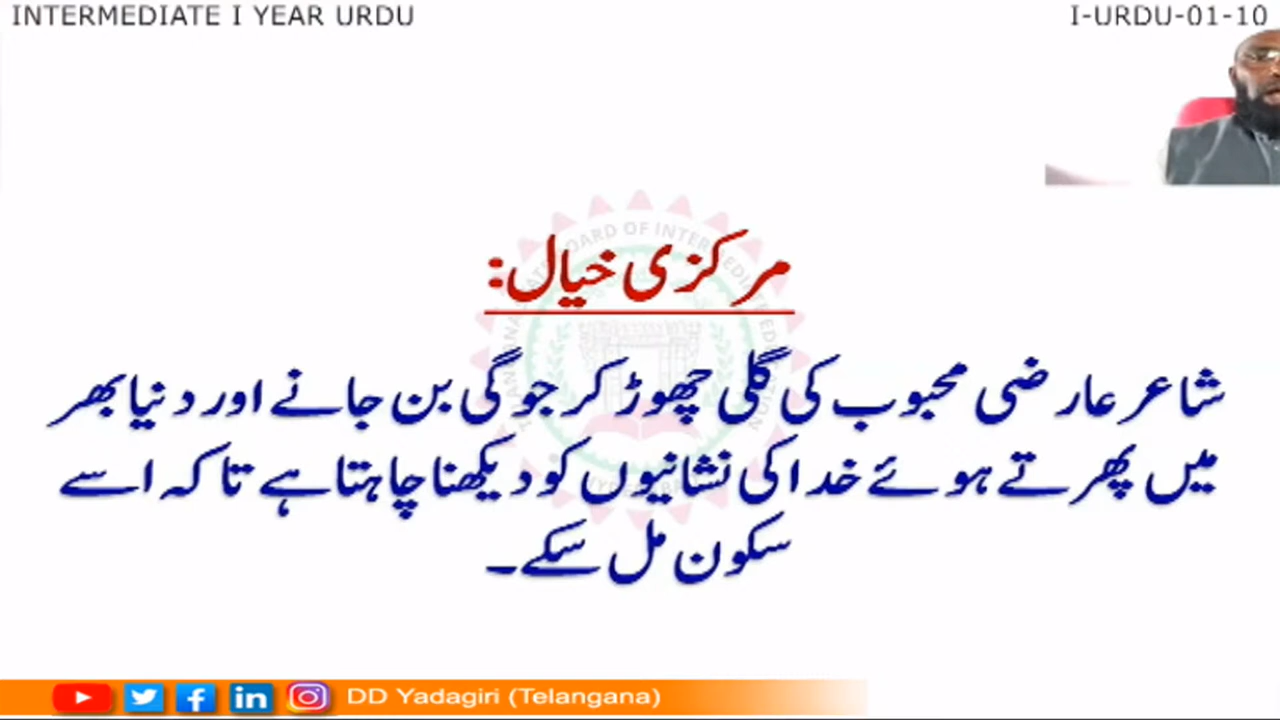 INTERMEDIATE I YEAR URDU
I-URDU-01-10
مرکزی خیال:
شاعر عارضی محبوب کی گلی چھوڑ کر جوگی بن جانے اور دنیا بھر
میں پھرتے ہوئے خدا کی نشانیوں کو دیکھنا چاہتا ہے تاکہ اسے
سکون مل سکے۔
DD Yadagiri (Telangana)